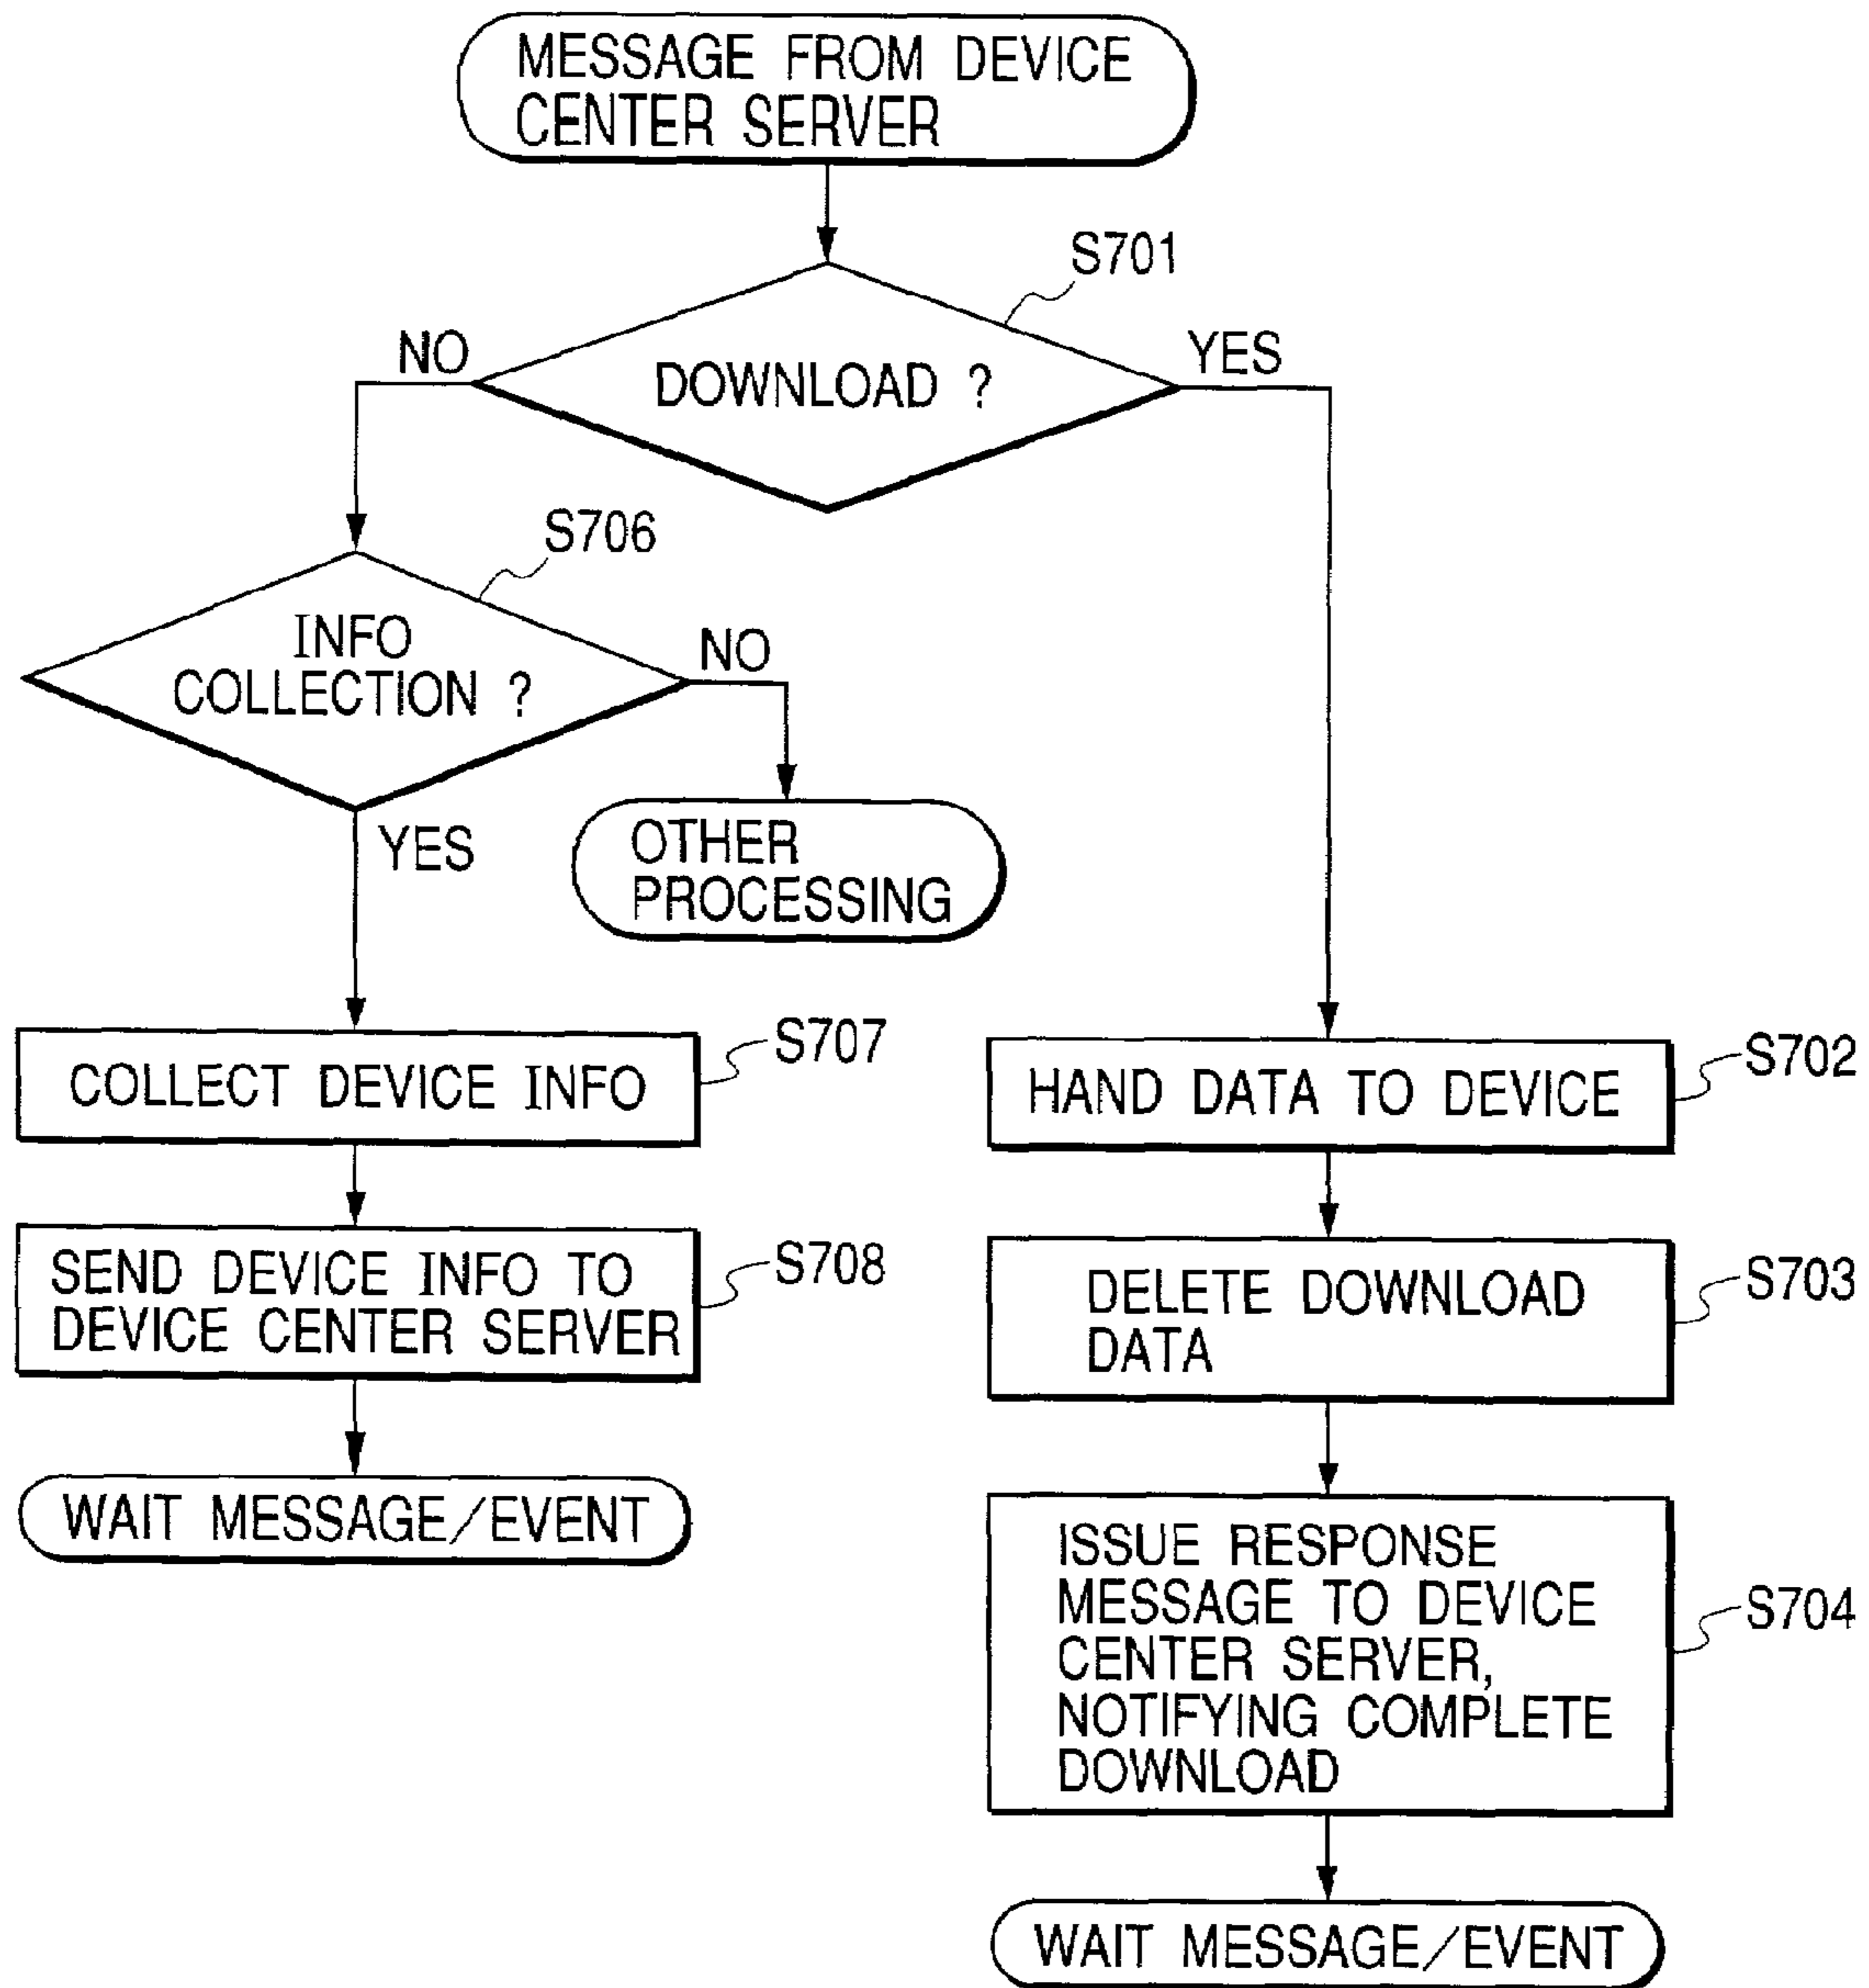 MESSAGE FROM DEVICE
CENTER SERVER
S701
NO
DOWNLOAD ?
YES
S706
INFO
COLLECTION ?
NO
YES
OTHER
PROCESSING
COLLECT DEVICE INFO
S707
SEND DEVICE INFO TO
DEVICE CENTER SERVER
S708
WAIT MESSAGE/EVENT
HAND DATA TO DEVICE
S702
DELETE DOWNLOAD
DATA
S703
ISSUE RESPONSE
MESSAGE TO DEVICE
CENTER SERVER,
NOTIFYING COMPLETE
DOWNLOAD
S704
WAIT MESSAGE/EVENT